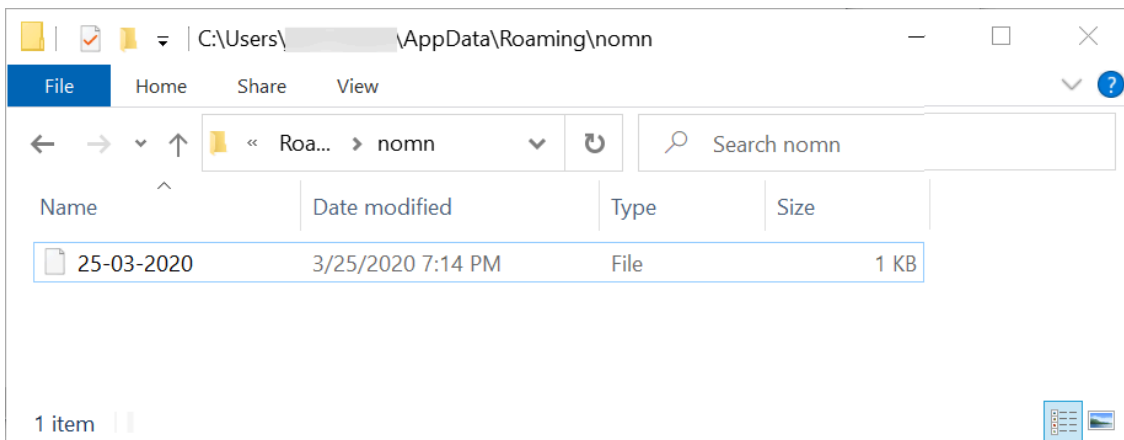 C:\Users\ \AppData\Roaming\nomn
File Home Share View
Roa... nomn Search nomn
Name Date modified Type Size
25-03-2020 3/25/2020 7:14 PM File 1 KB
1 item